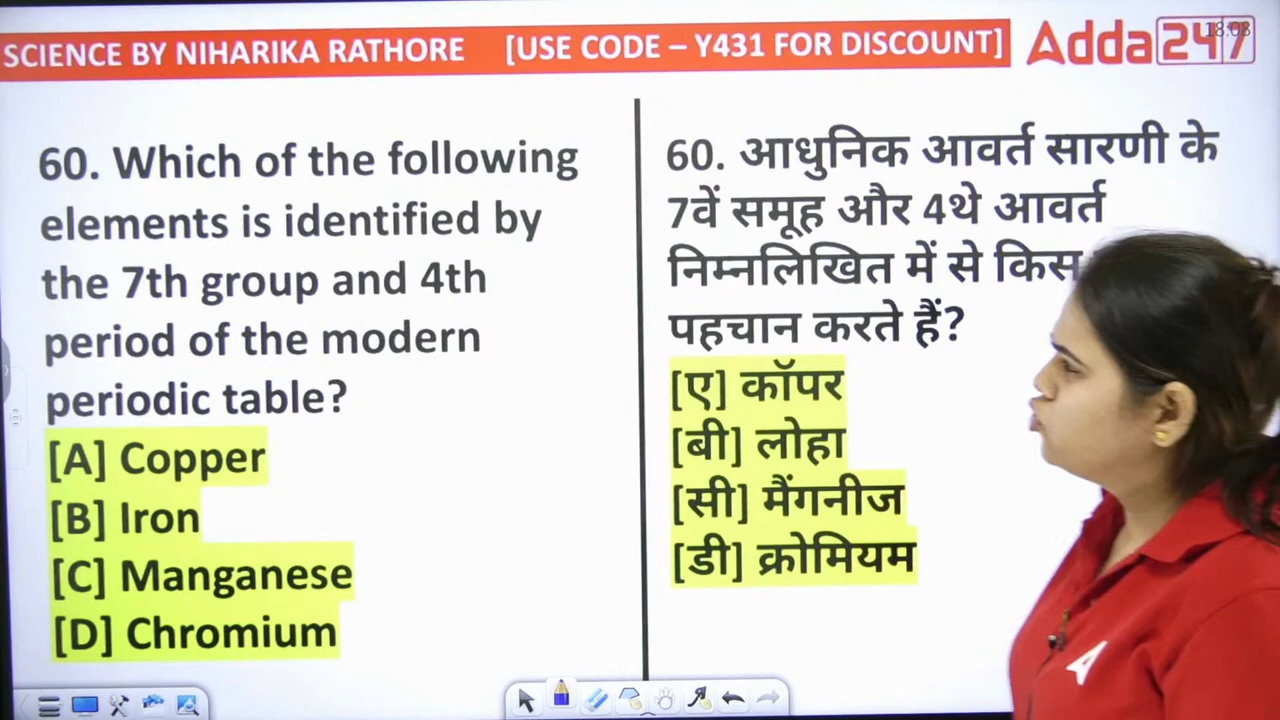 SCIENCE BY NIHARIKA RATHORE [USE CODE – Y431 FOR DISCOUNT]
Adda247
18:08
60. Which of the following
elements is identified by
the 7th group and 4th
period of the modern
periodic table?
[A] Copper
[B] Iron
[C] Manganese
[D] Chromium
60. आधुनिक आवर्त सारणी के
7वें समूह और 4थे आवर्त
निम्नलिखित में से किस
पहचान करते हैं?
[ए] कॉपर
[बी] लोहा
[सी] मैंगनीज
[डी] क्रोमियम